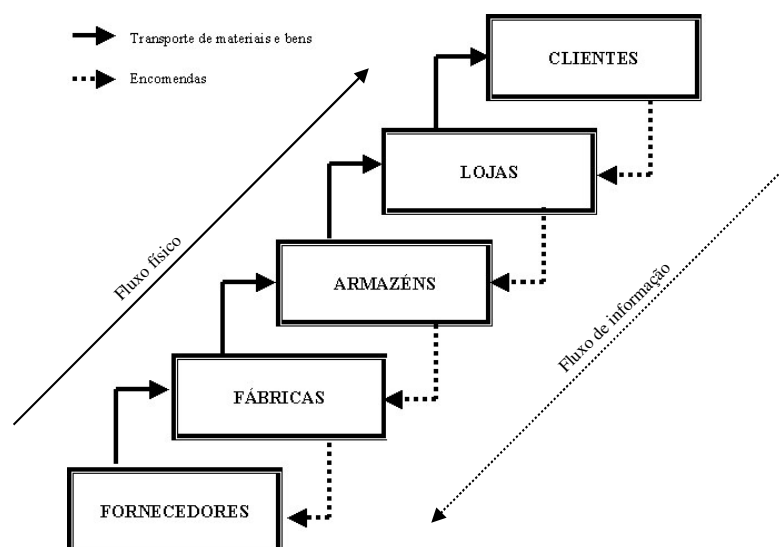 Transporte de materiais e bens
Encomendas
CLIENTES
LOJAS
ARMAZÉNS
FÁBRICAS
FORNECEDORES
Fluxo físico
Fluxo de informação